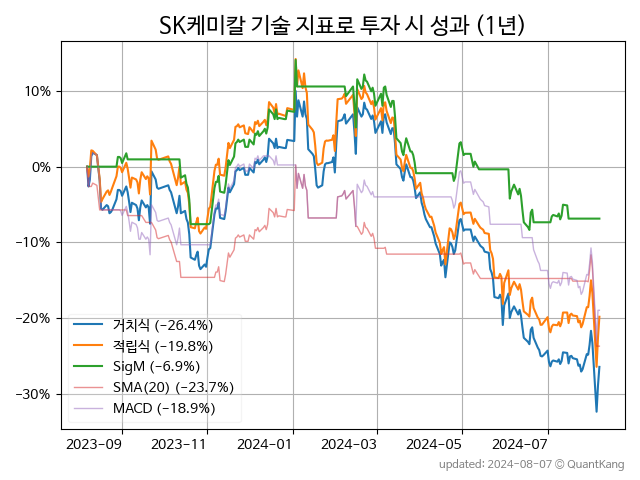 SK케미칼 기술 지표로 투자 시 성과 (1년)
10%
0%
−10%
−20%
−30%
거치식 (−26.4%)
적립식 (−19.8%)
SigM (−6.9%)
SMA(20) (−23.7%)
MACD (−18.9%)
2023-09 2023-11 2024-01 2024-03 2024-05 2024-07
updated: 2024-08-07 © QuantKang